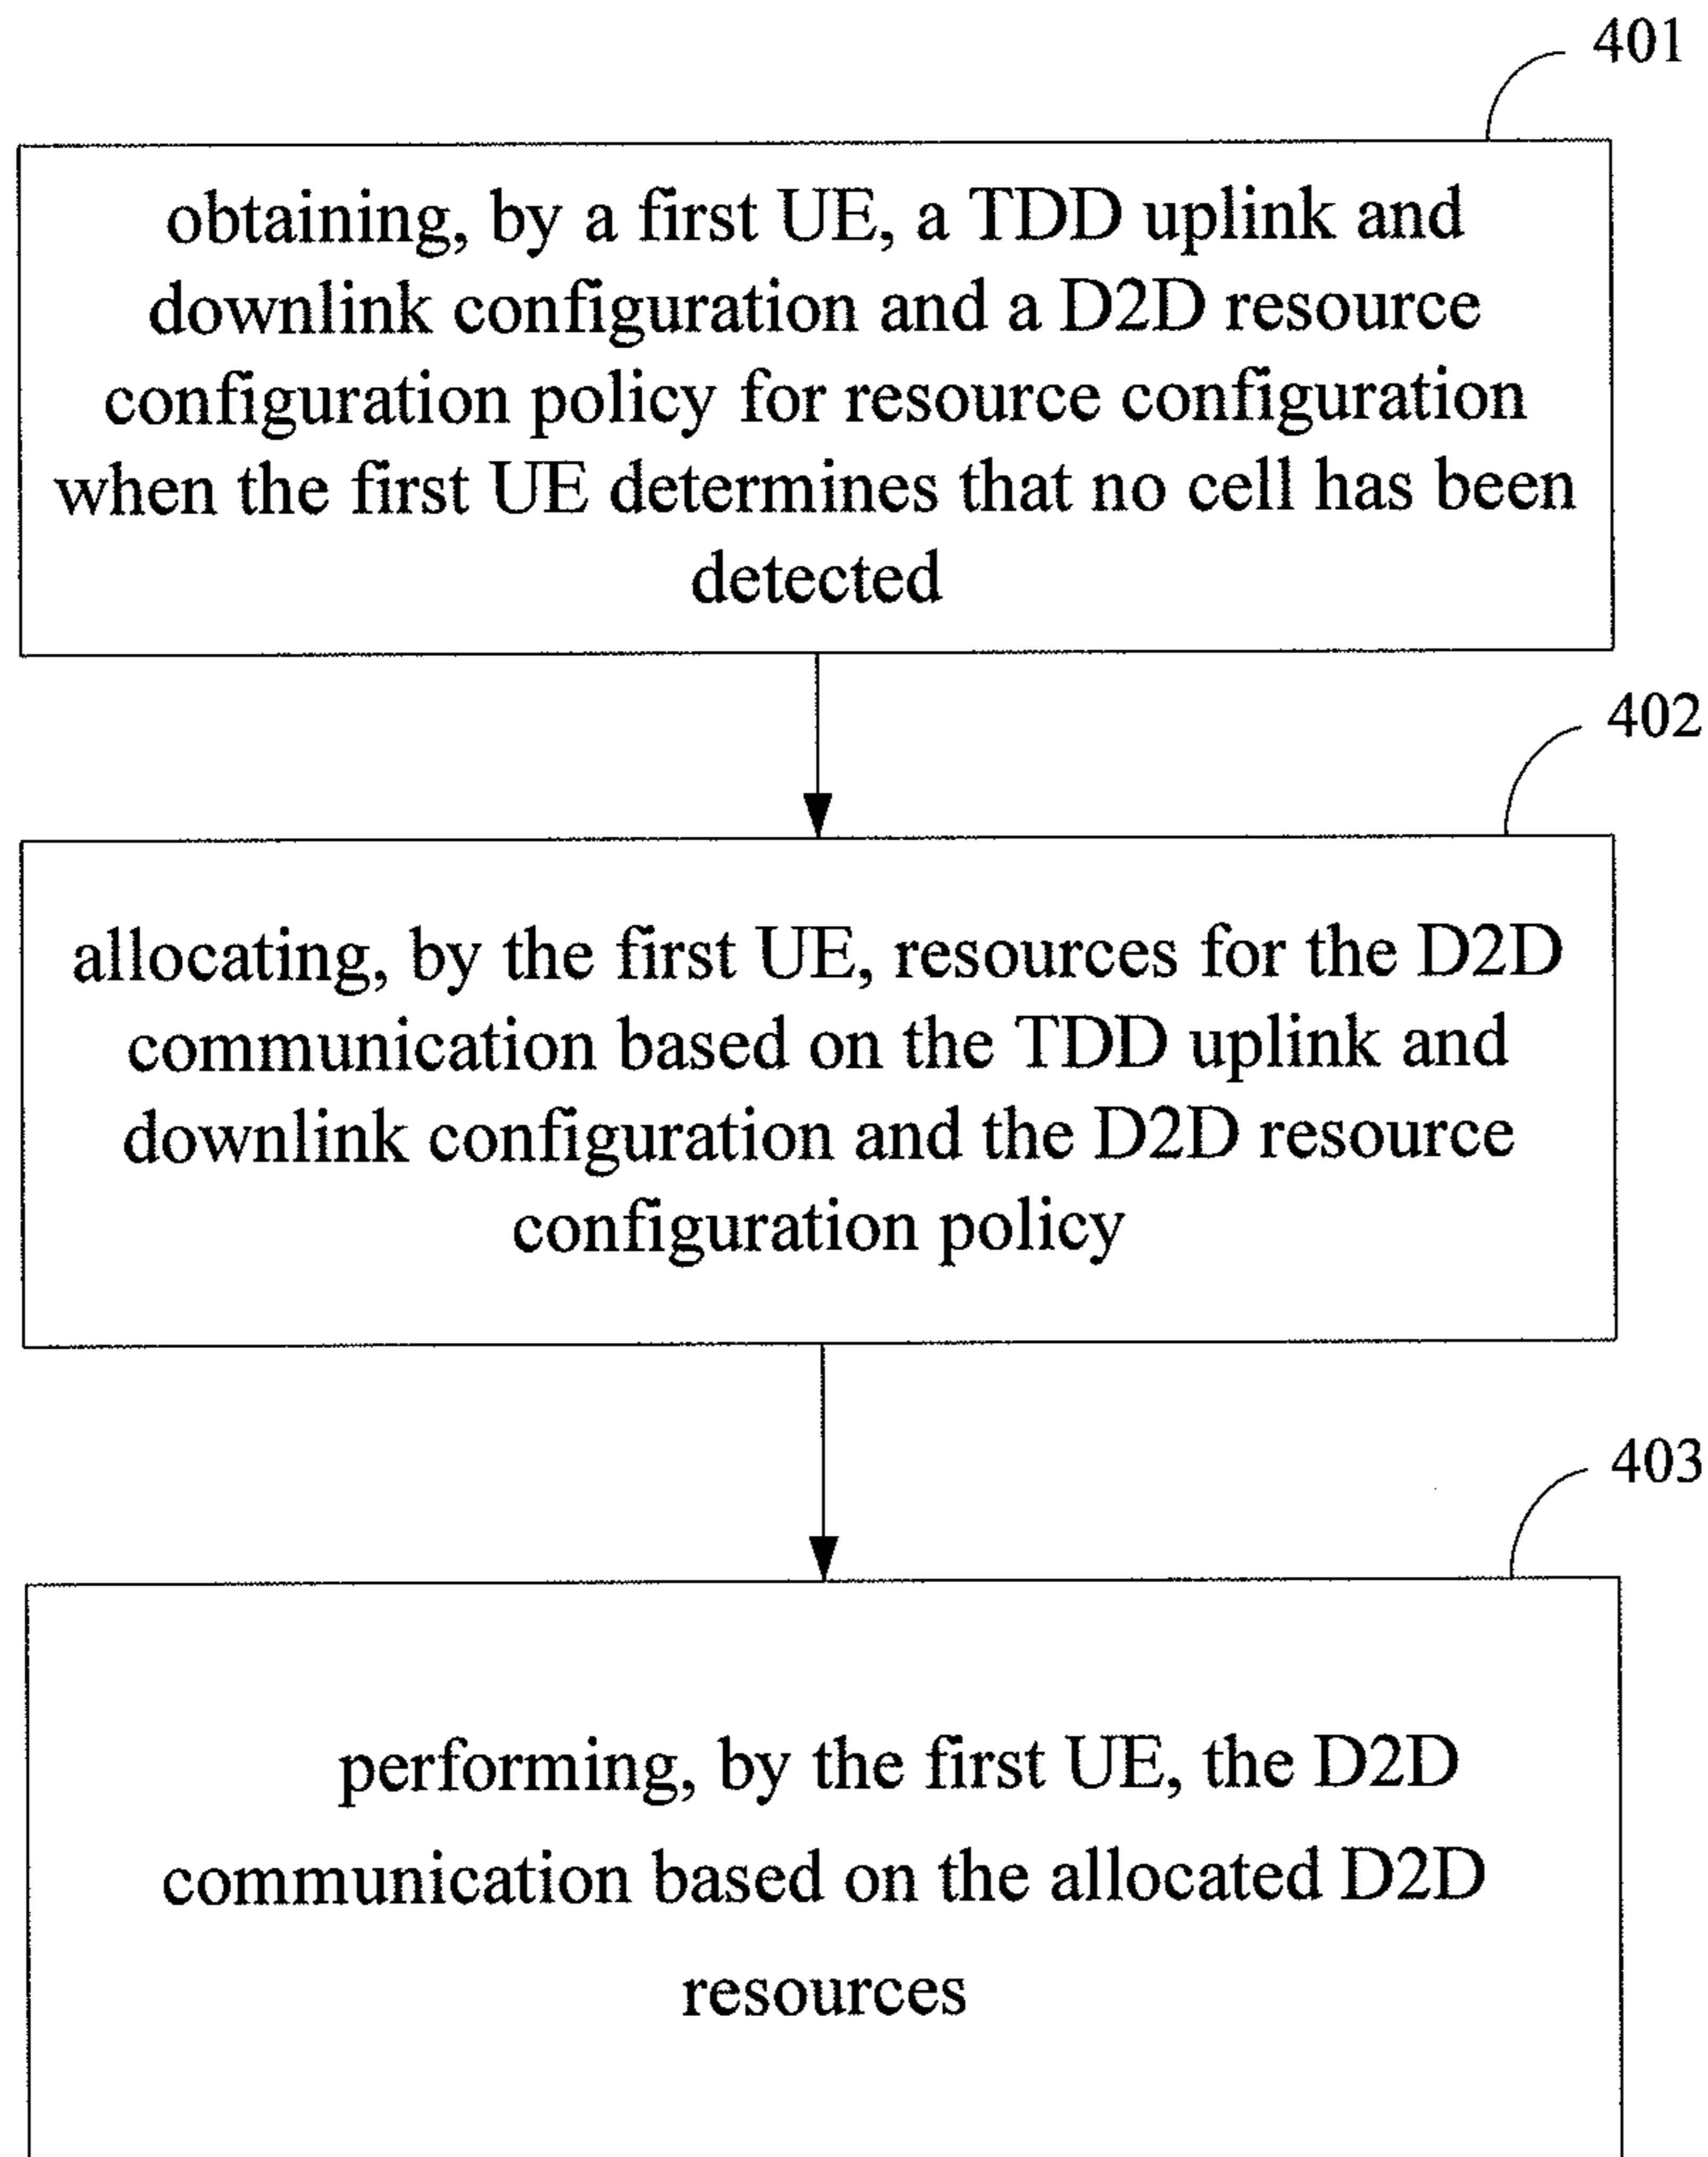 401
obtaining, by a first UE, a TDD uplink and
downlink configuration and a D2D resource
configuration policy for resource configuration
when the first UE determines that no cell has been
detected
402
allocating, by the first UE, resources for the D2D
communication based on the TDD uplink and
downlink configuration and the D2D resource
configuration policy
403
performing, by the first UE, the D2D
communication based on the allocated D2D
resources